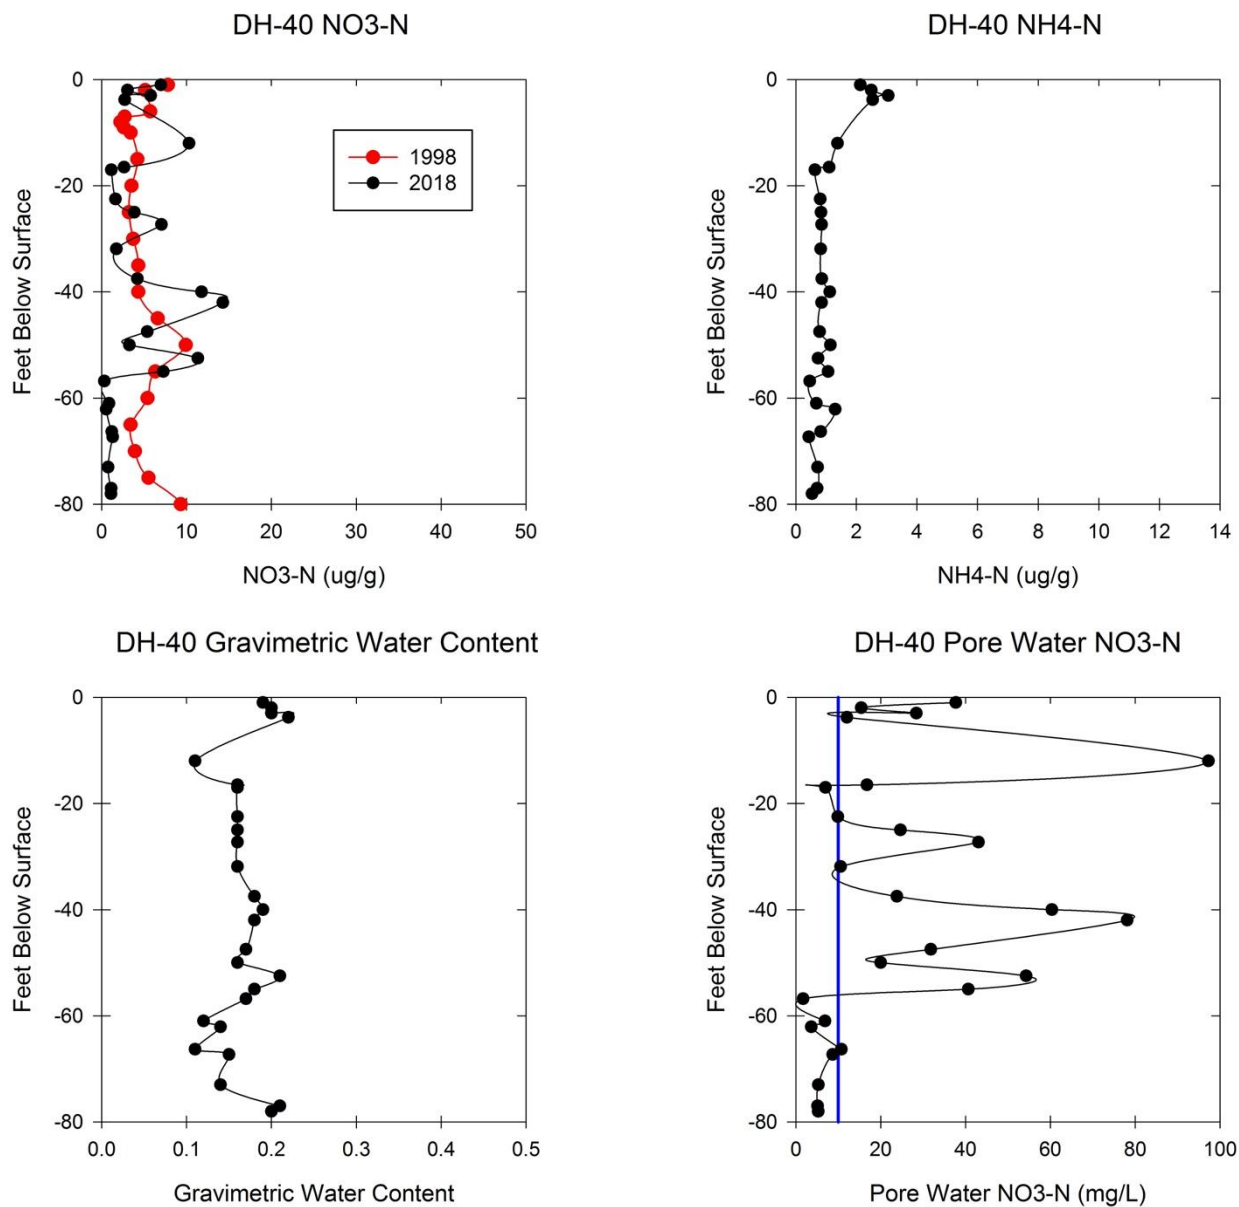 DH-40 NO3-N
0
-20
-40
-60
-80
Feet Below Surface
1998
2018
0 10 20 30 40 50
NO3-N (ug/g)
DH-40 NH4-N
0
-20
-40
-60
-80
Feet Below Surface
0 2 4 6 8 10 12 14
NH4-N (ug/g)
DH-40 Gravimetric Water Content
0
-20
-40
-60
-80
Feet Below Surface
0.0 0.1 0.2 0.3 0.4 0.5
Gravimetric Water Content
DH-40 Pore Water NO3-N
0
-20
-40
-60
-80
Feet Below Surface
0 20 40 60 80 100
Pore Water NO3-N (mg/L)